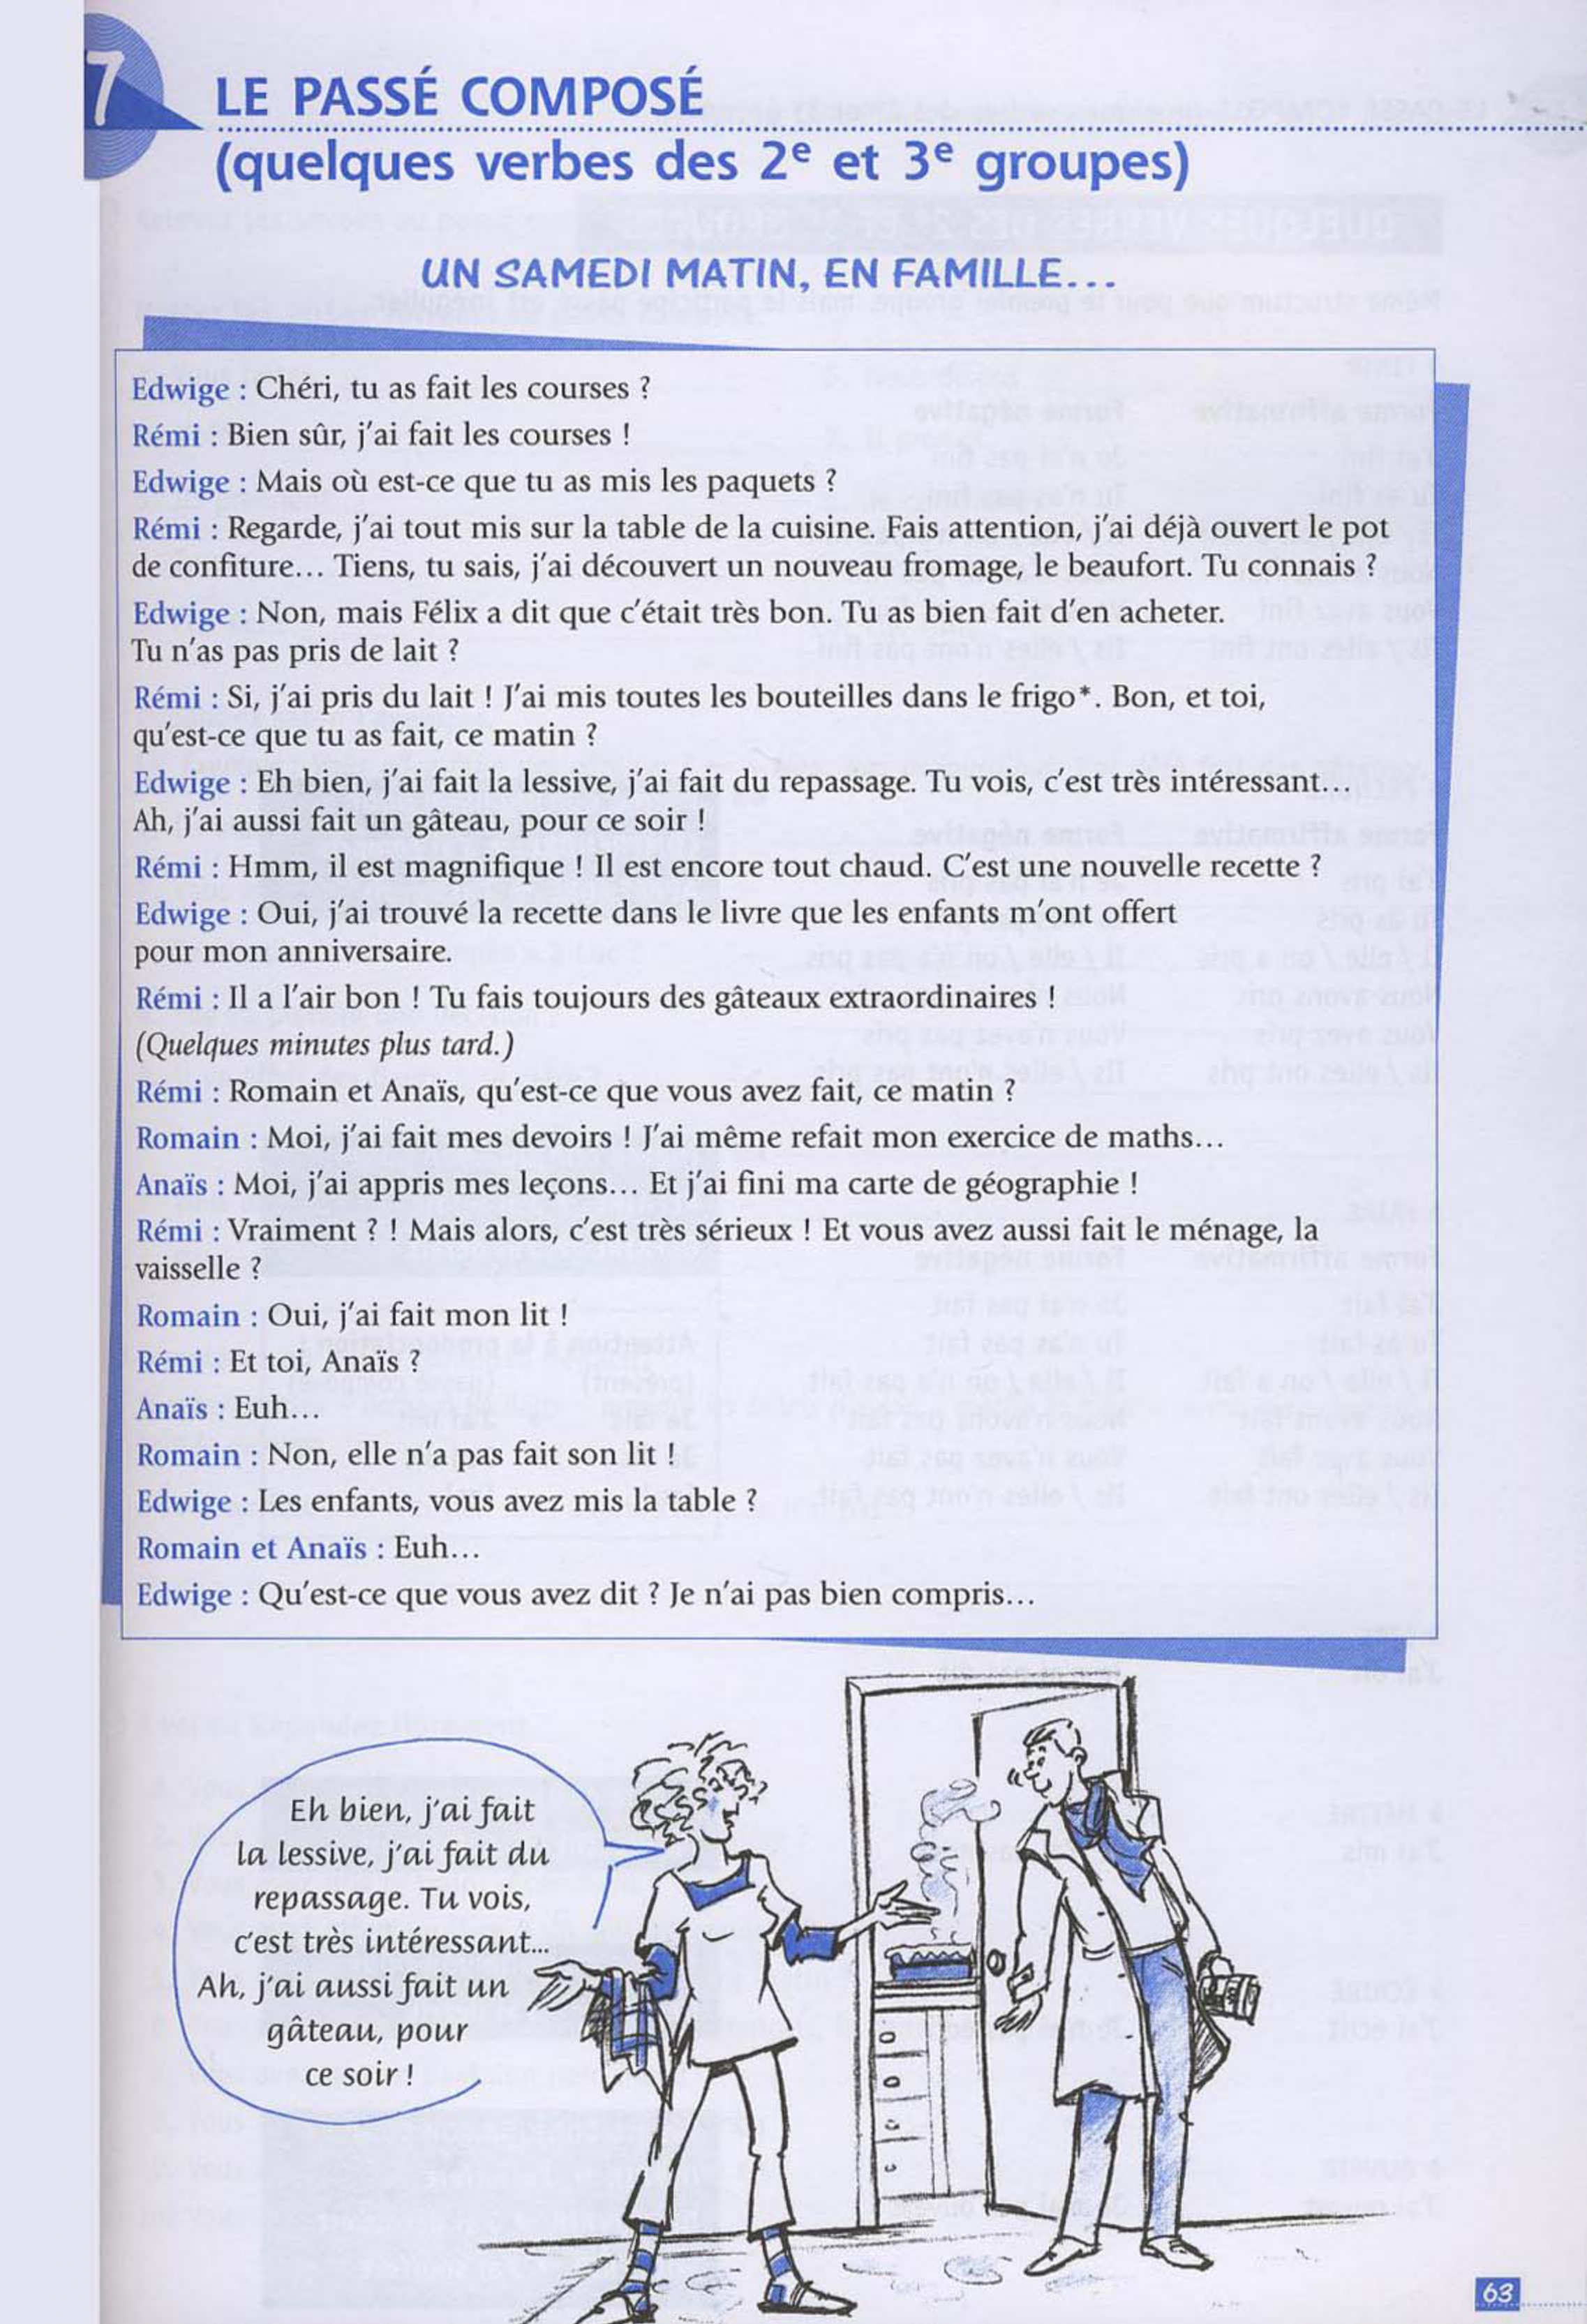 7
LE PASSÉ COMPOSÉ
(quelques verbes des 2e et 3e groupes)
UN SAMEDI MATIN, EN FAMILLE...
Edwige : Chéri, tu as fait les courses ?
Rémi : Bien sûr, j'ai fait les courses !
Edwige : Mais où est-ce que tu as mis les paquets ?
Rémi : Regarde, j'ai tout mis sur la table de la cuisine. Fais attention, j'ai déjà ouvert le pot
de confiture... Tiens, tu sais, j'ai découvert un nouveau fromage, le beaufort. Tu connais ?
Edwige : Non, mais Félix a dit que c'était très bon. Tu as bien fait d'en acheter.
Tu n'as pas pris de lait ?
Rémi : Si, j'ai pris du lait ! J'ai mis toutes les bouteilles dans le frigo*. Bon, et toi,
qu'est-ce que tu as fait, ce matin ?
Edwige : Eh bien, j'ai fait la lessive, j'ai fait du repassage. Tu vois, c'est très intéressant...
Ah, j'ai aussi fait un gâteau, pour ce soir !
Rémi : Hmm, il est magnifique ! Il est encore tout chaud. C'est une nouvelle recette ?
Edwige : Oui, j'ai trouvé la recette dans le livre que les enfants m'ont offert
pour mon anniversaire.
Rémi : Il a l'air bon ! Tu fais toujours des gâteaux extraordinaires !
(Quelques minutes plus tard.)
Rémi : Romain et Anaïs, qu'est-ce que vous avez fait, ce matin ?
Romain : Moi, j'ai fait mes devoirs ! J'ai même refait mon exercice de maths...
Anaïs : Moi, j'ai appris mes leçons... Et j'ai fini ma carte de géographie !
Rémi : Vraiment ? ! Mais alors, c'est très sérieux ! Et vous avez aussi fait le ménage, la
vaisselle ?
Romain : Oui, j'ai fait mon lit !
Rémi : Et toi, Anaïs ?
Anaïs : Euh...
Romain : Non, elle n'a pas fait son lit !
Edwige : Les enfants, vous avez mis la table ?
Romain et Anaïs : Euh...
Edwige : Qu'est-ce que vous avez dit ? Je n'ai pas bien compris...
Eh bien, j'ai fait
la lessive, j'ai fait du
repassage. Tu vois,
c'est très intéressant...
Ah, j'ai aussi fait un
gâteau, pour
ce soir !
63